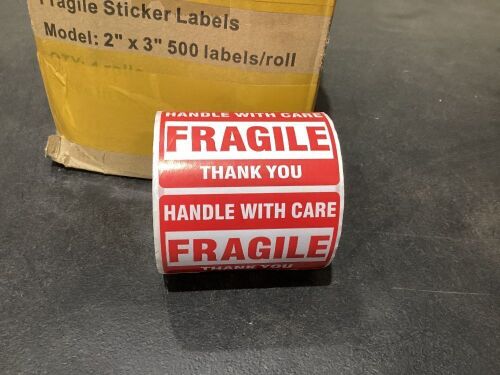 Fragile Sticker Labels
Model: 2" x 3" 500 labels/roll
HANDLE WITH CARE
FRAGILE
THANK YOU
HANDLE WITH CARE
FRAGILE
THANK YOU